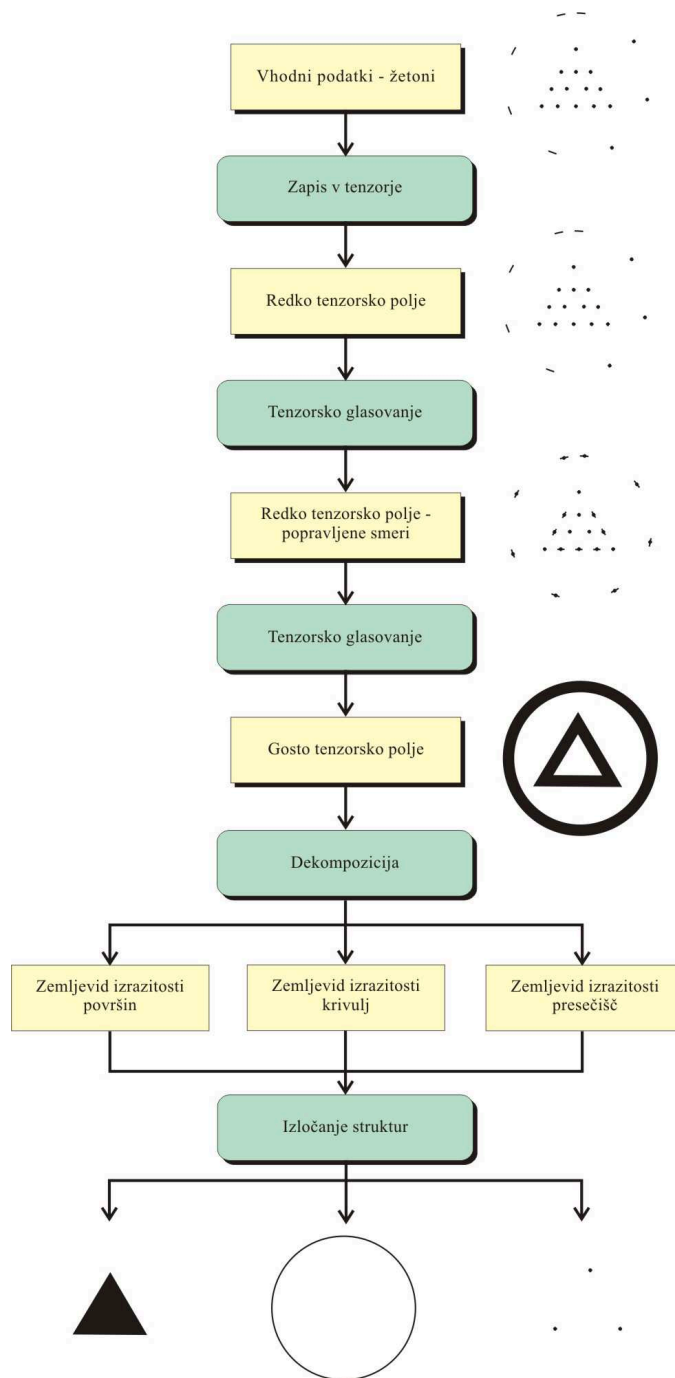 Vhodni podatki - žetoni
Zapis v tenzorje
Redko tenzorsko polje
Tenzorsko glasovanje
Redko tenzorsko polje -
popravljene smeri
Tenzorsko glasovanje
Gosto tenzorsko polje
Dekompozicija
Zemljevid izrazitosti
površin
Zemljevid izrazitosti
krivulj
Zemljevid izrazitosti
presečišč
Izločanje struktur